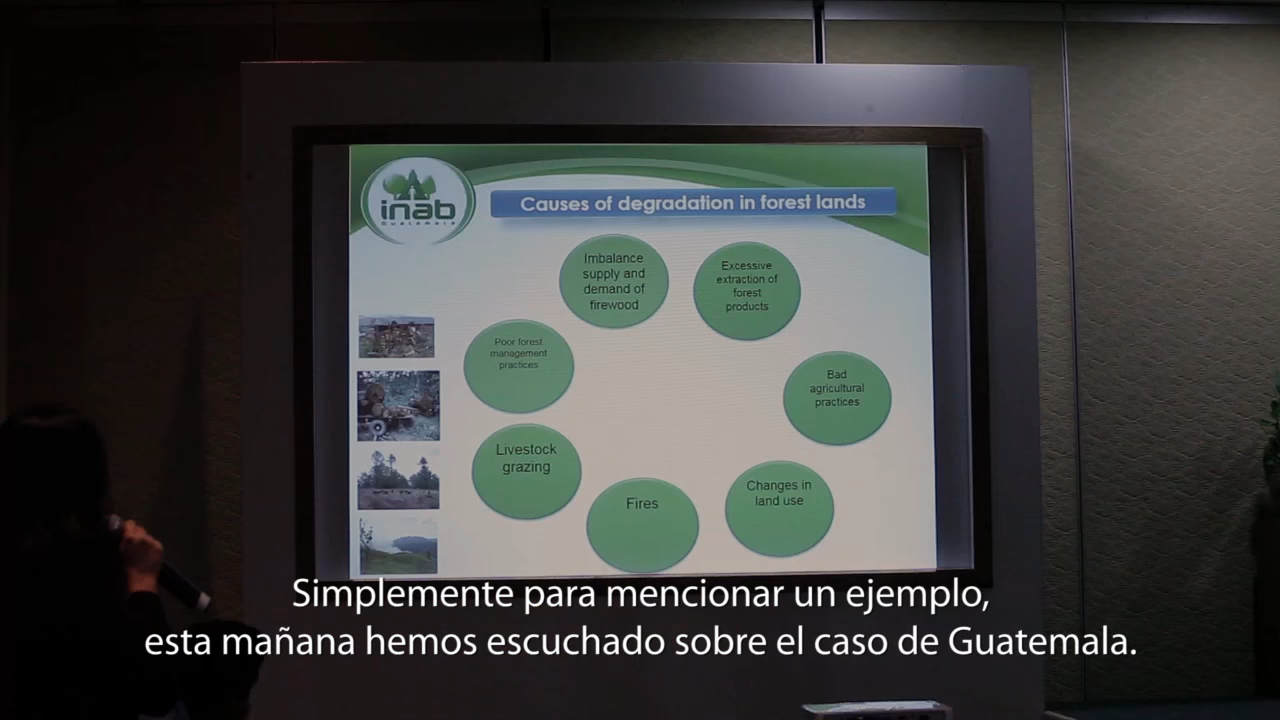 inab
Guatemala
Causes of degradation in forest lands
Imbalance
supply and
demand of
firewood
Excessive
extraction of
forest
products
Poor forest
management
practices
Bad
agricultural
practices
Livestock
grazing
Changes in
land use
Fires
Simplemente para mencionar un ejemplo,
esta mañana hemos escuchado sobre el caso de Guatemala.